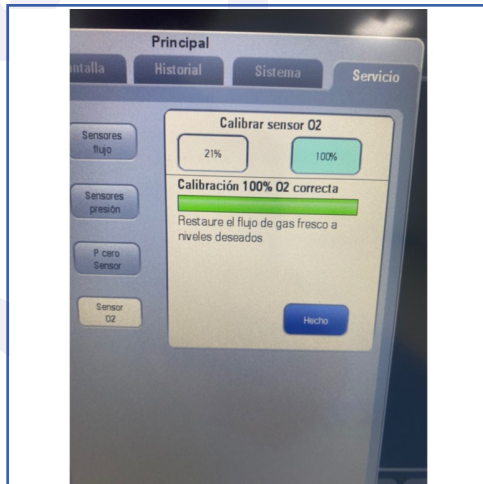 Principal
Historial
Sistema
Servicio
Sensores
flujo
Sensores
presión
P cero
Sensor
Sensor
O2
Calibrar sensor O2
21%
100%
Calibración 100% O2 correcta
Restaure el flujo de gas fresco a
niveles deseados
Hecho